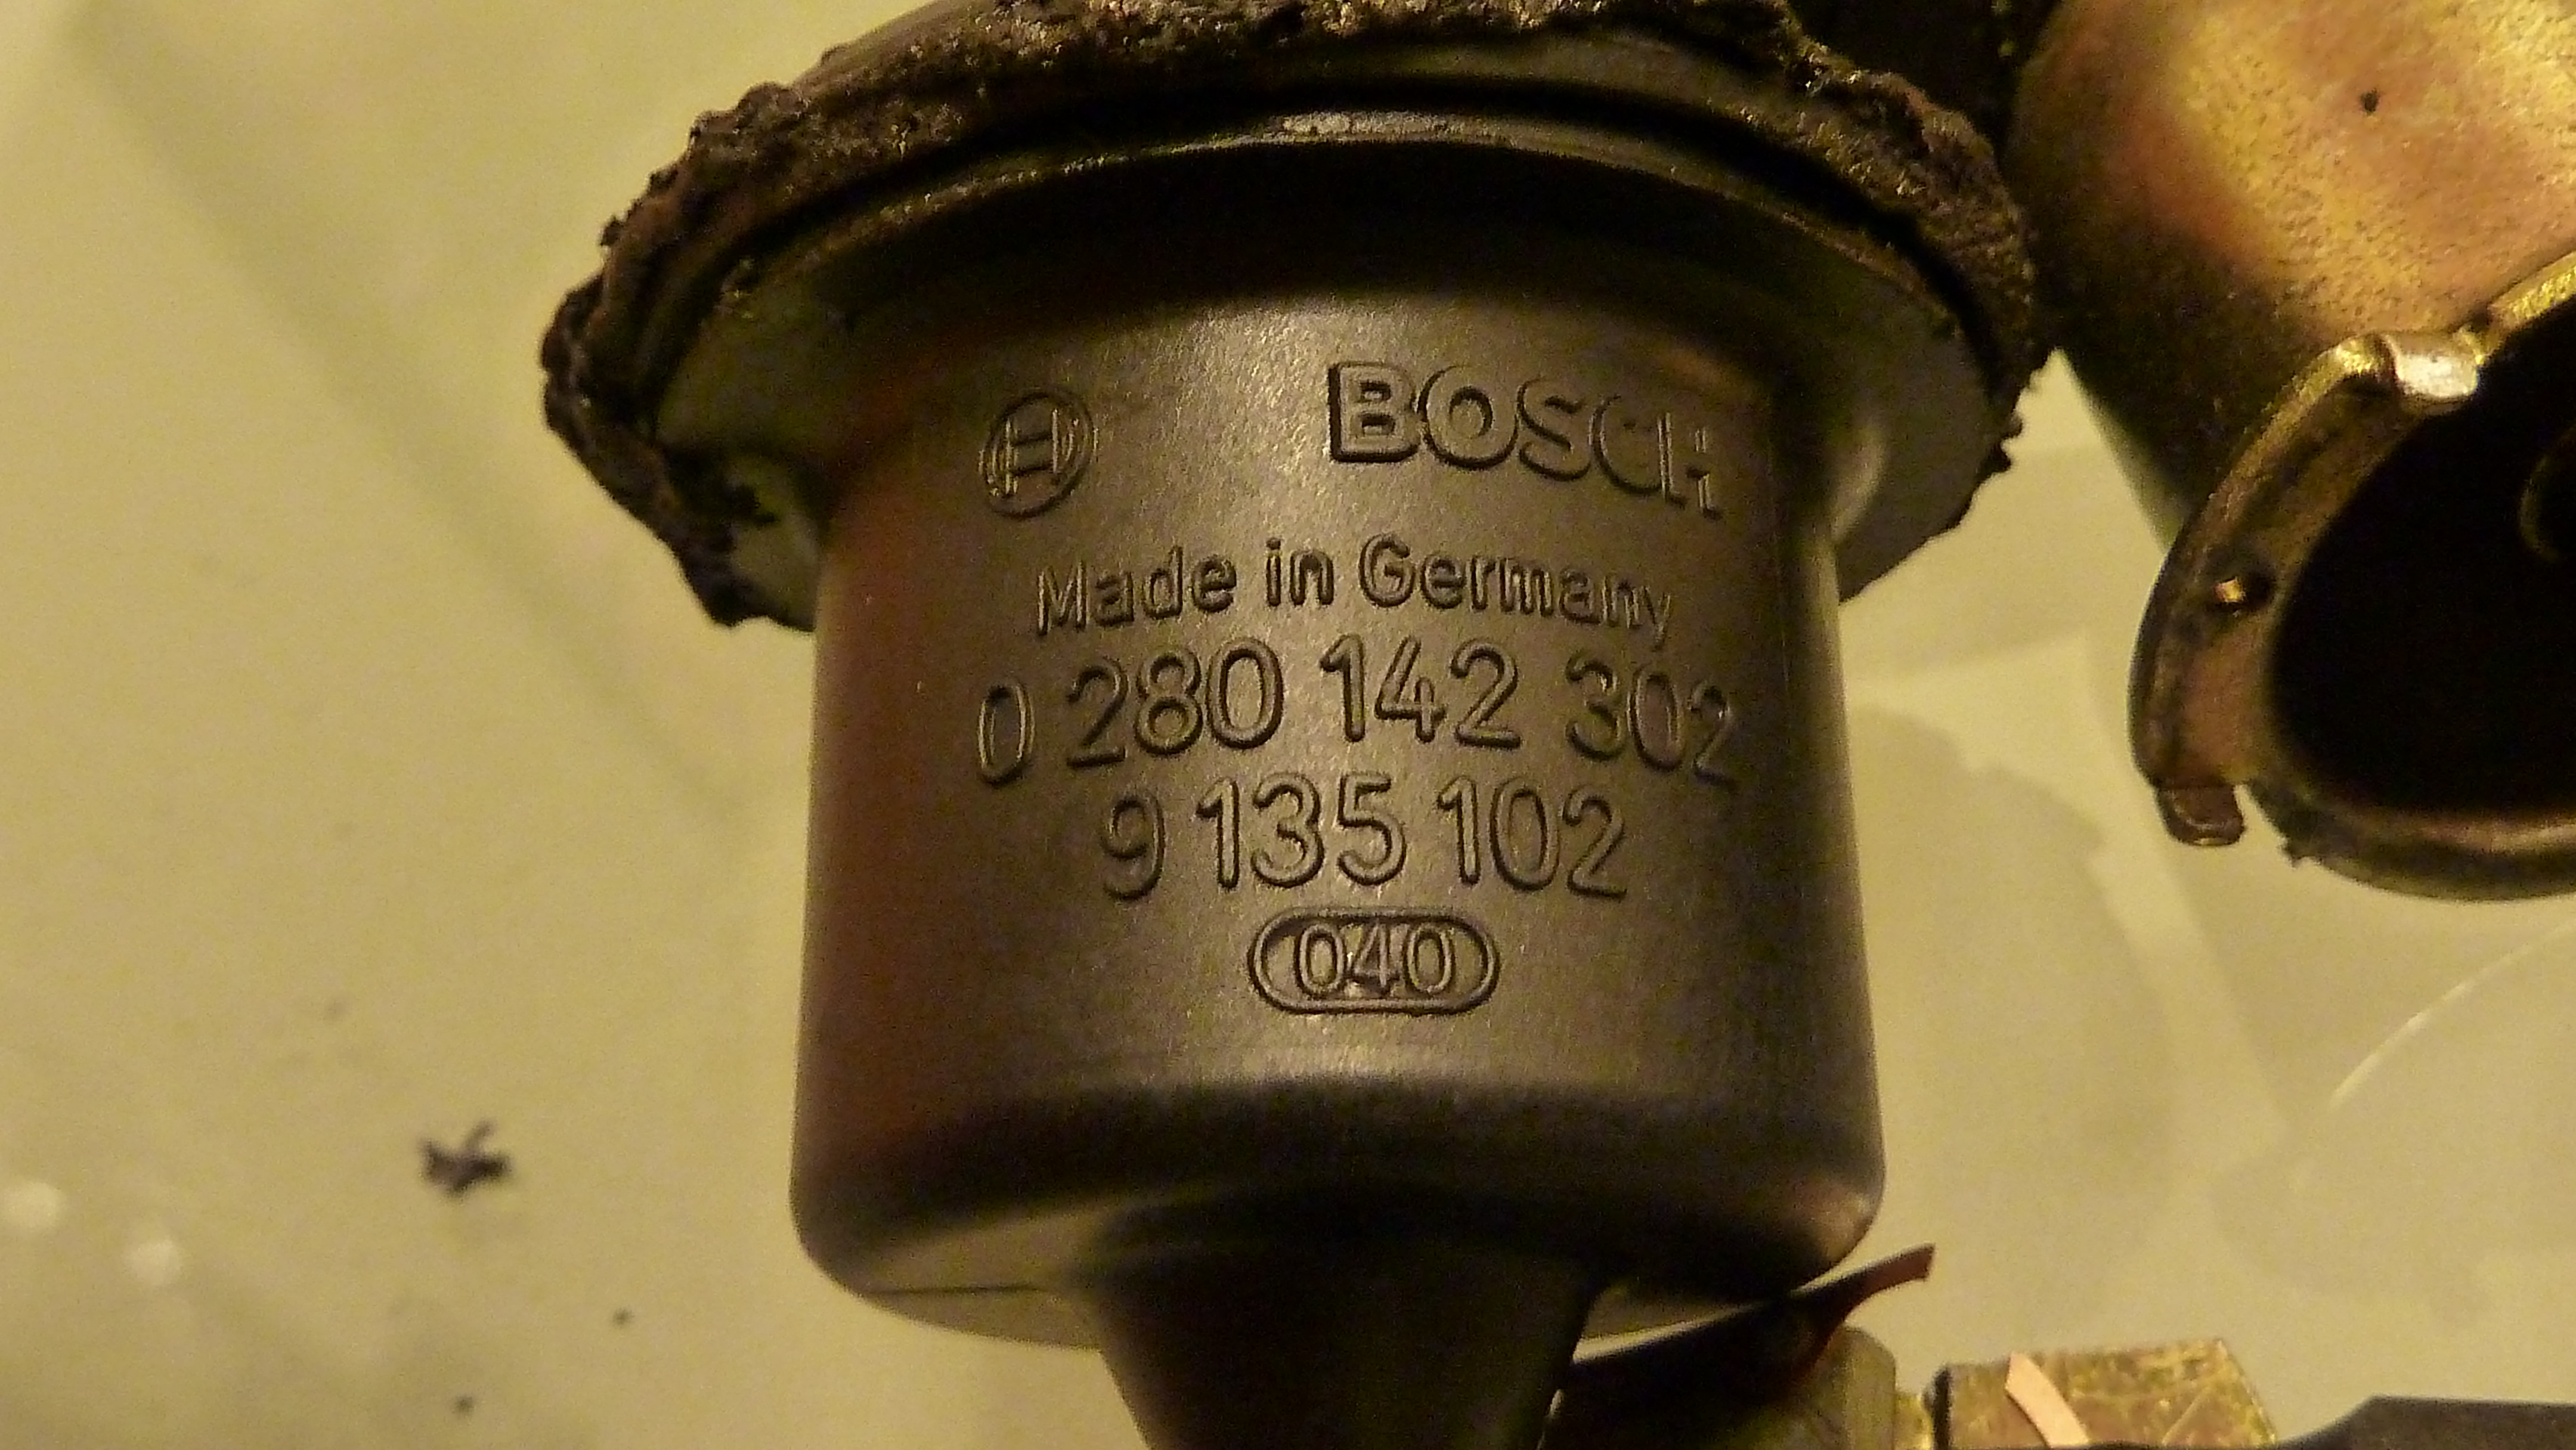 BOSCH
Made in Germany
0 280 142 302
9 135 102
040